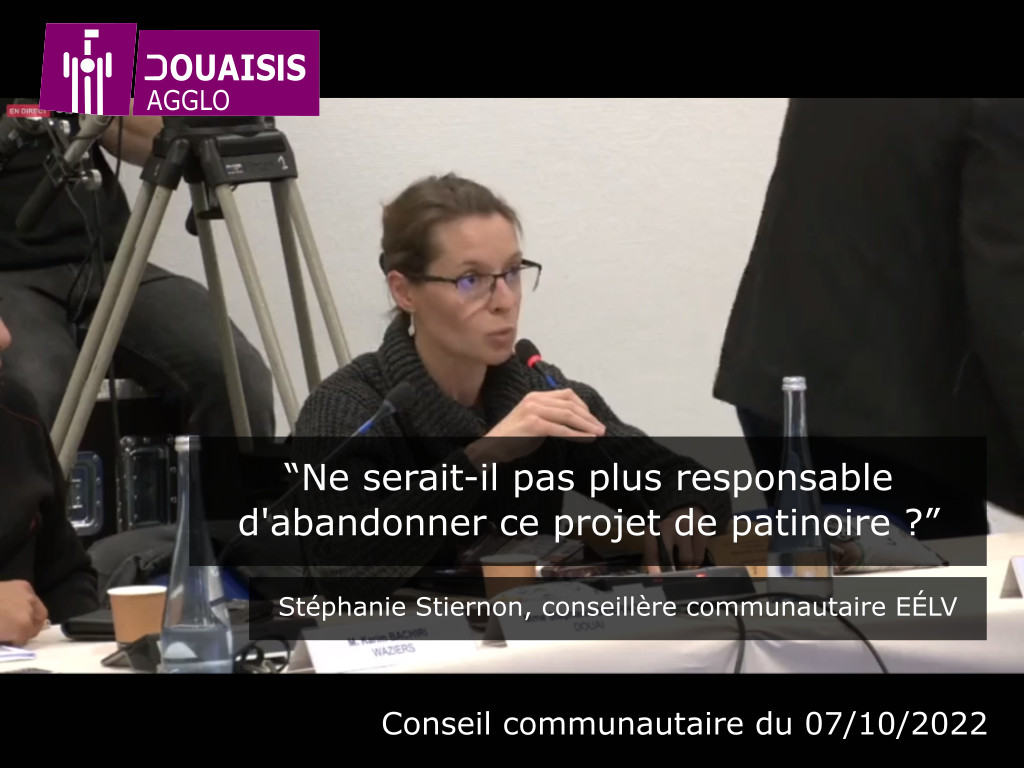 DOUAISIS
AGGLO
EN DIRECT
1
“Ne serait-il pas plus responsable
d'abandonner ce projet de patinoire ?”
Stéphanie Stiernon, conseillère communautaire EÉLV
M. Karim BACHIRI
WAZIERS
DOUAI
Conseil communautaire du 07/10/2022